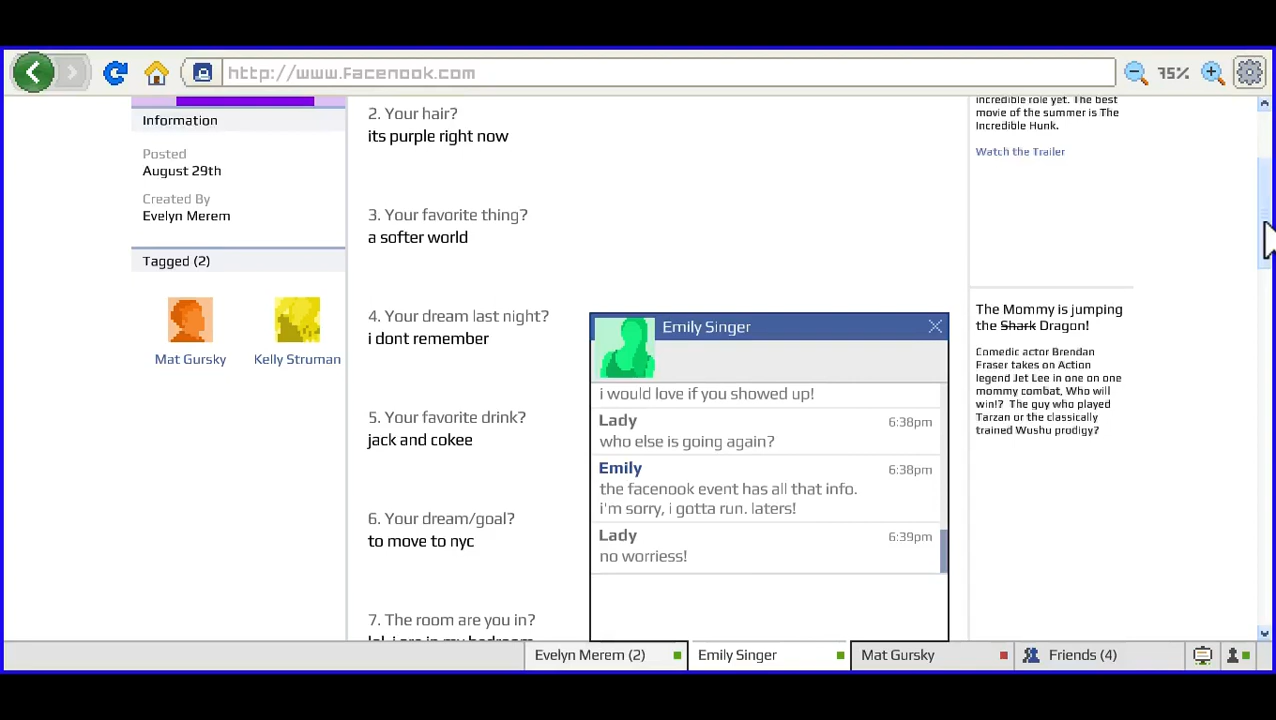 http://www.facenook.com
75%
Information
Posted
August 29th
Created By
Evelyn Merem
Tagged (2)
Mat Gursky
Kelly Struman
2. Your hair?
its purple right now
3. Your favorite thing?
a softer world
4. Your dream last night?
i dont remember
5. Your favorite drink?
jack and cokee
6. Your dream/goal?
to move to nyc
7. The room are you in?
lol i are in my bedroom
Emily Singer
i would love if you showed up!
Lady 6:38pm
who else is going again?
Emily 6:38pm
the facenook event has all that info.
i'm sorry, i gotta run. laters!
Lady 6:39pm
no worriess!
incredible role yet. The best
movie of the summer is The
Incredible Hunk.
Watch the Trailer
The Mommy is jumping
the Shark Dragon!
Comedic actor Brendan
Fraser takes on Action
legend Jet Lee in one on one
mommy combat, Who will
win!? The guy who played
Tarzan or the classically
trained Wushu prodigy?
Evelyn Merem (2)
Emily Singer
Mat Gursky
Friends (4)